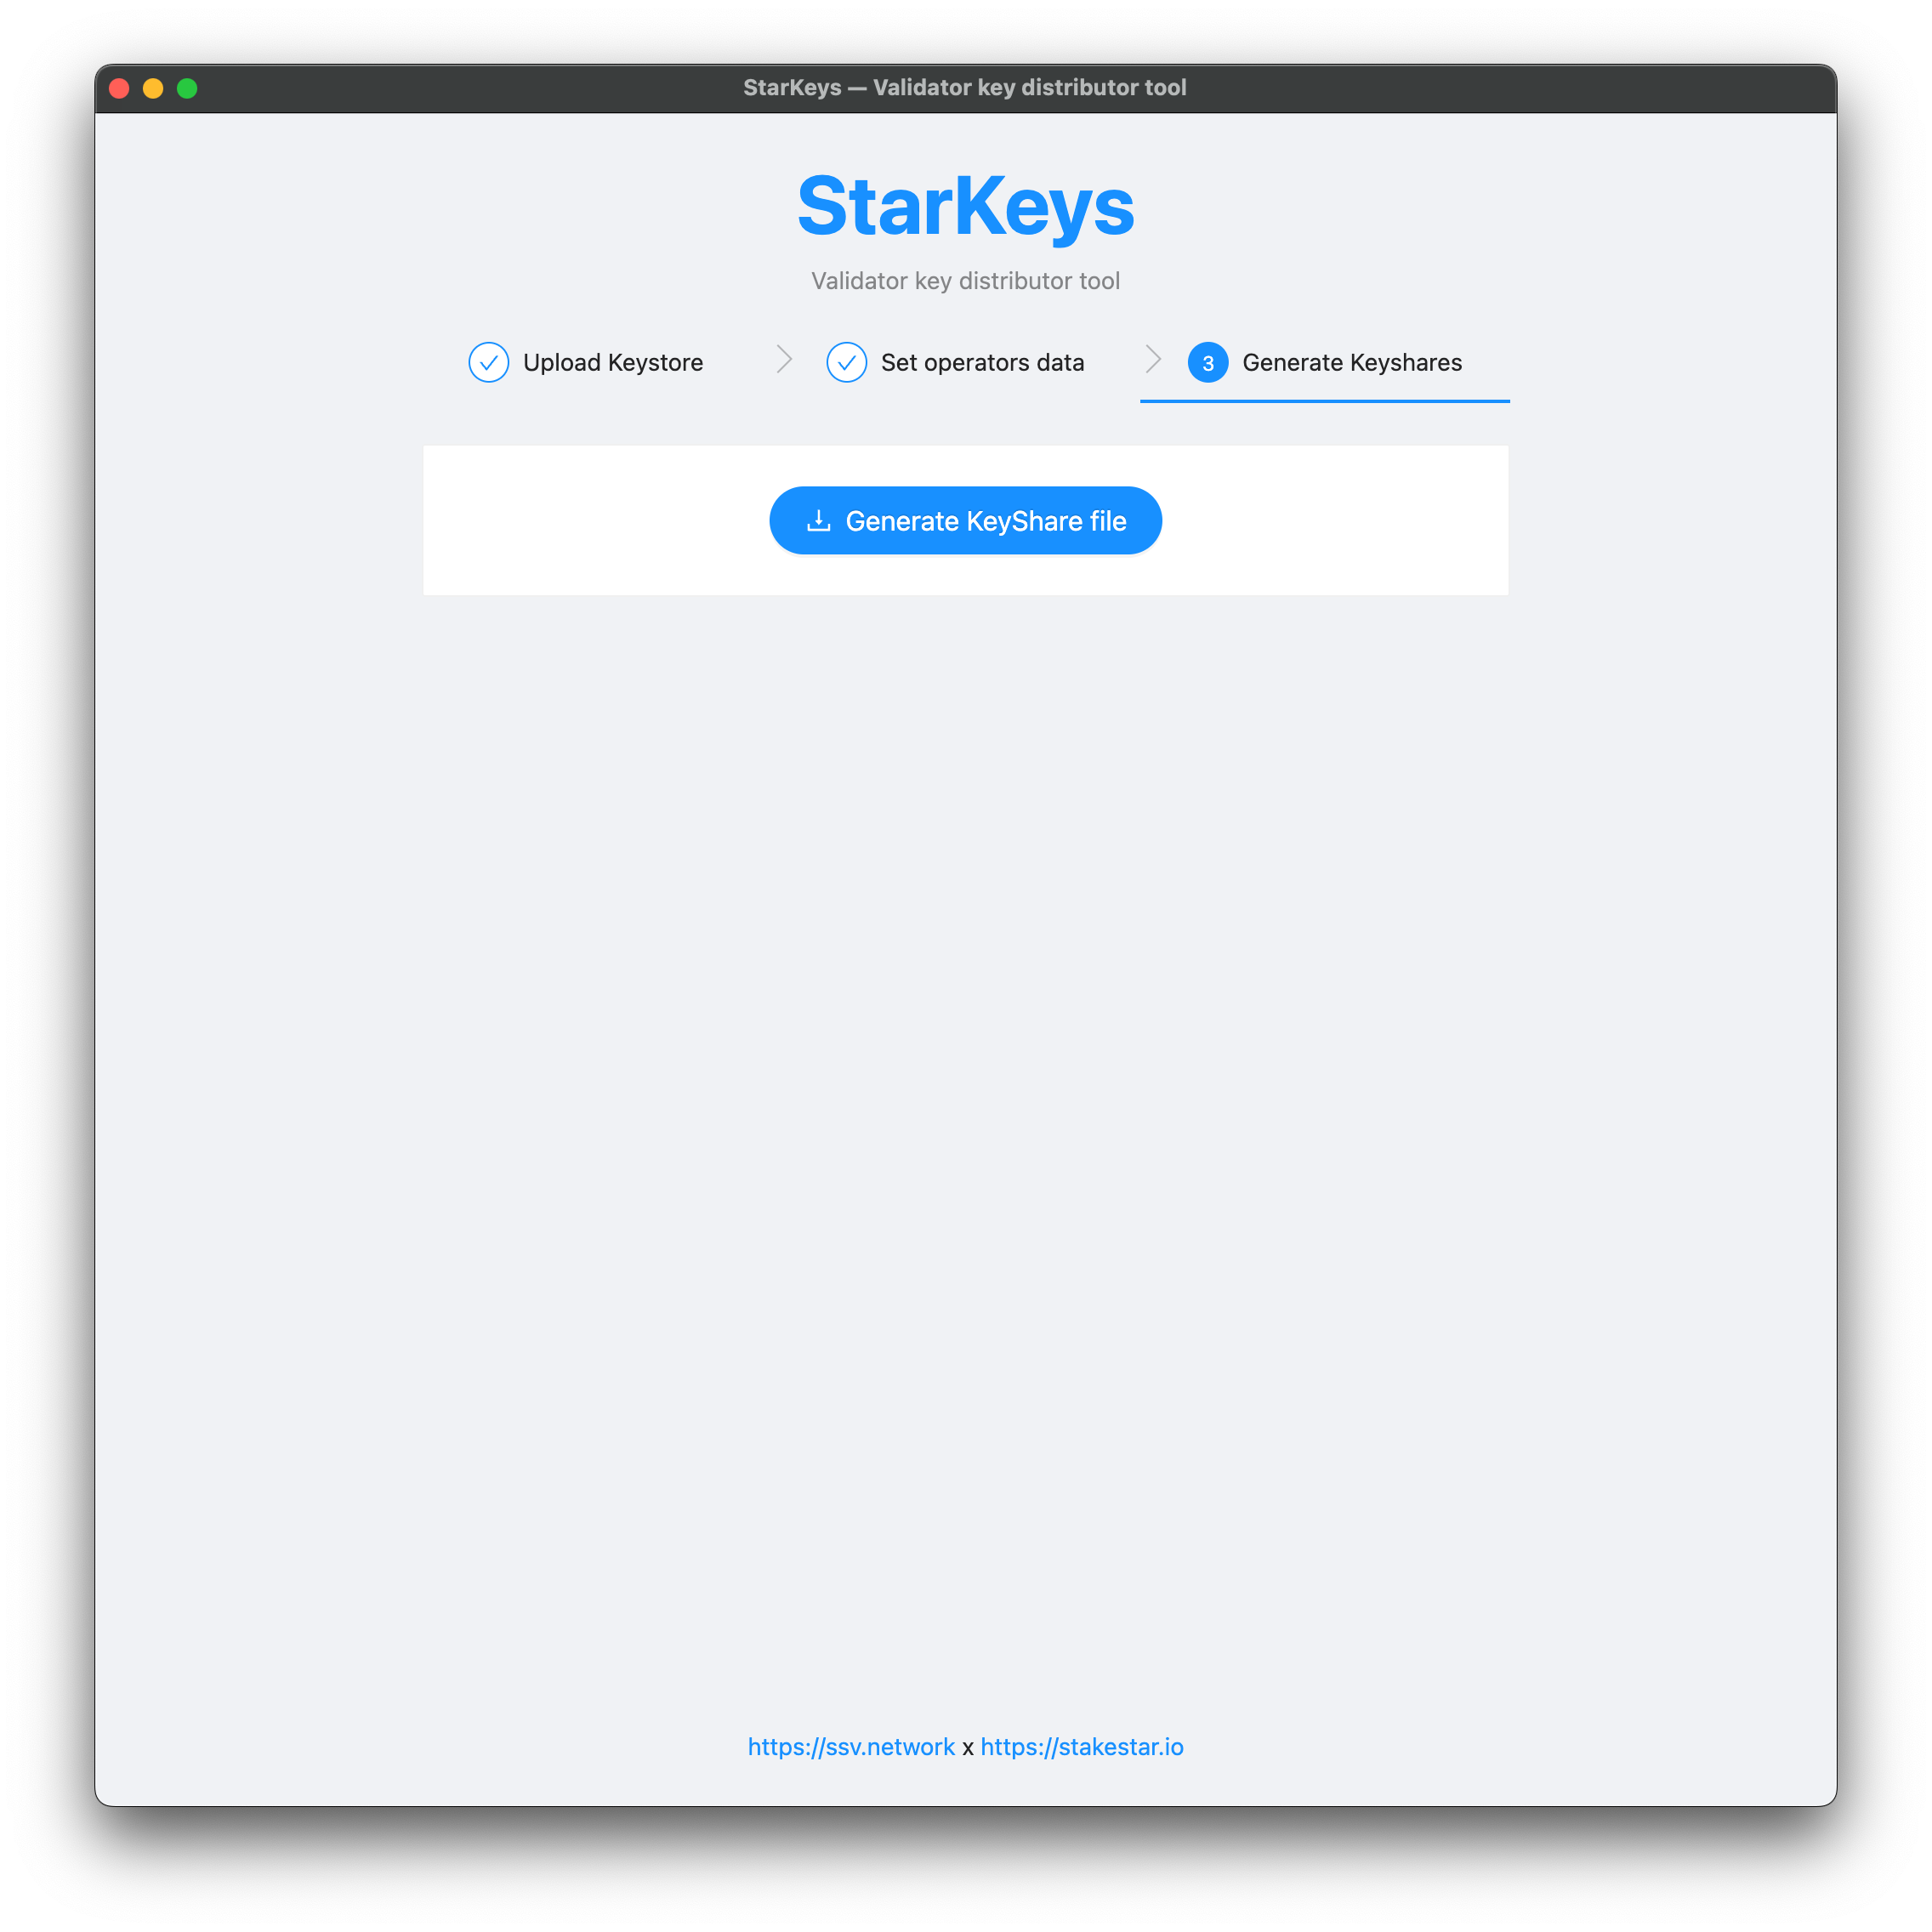 StarKeys — Validator key distributor tool
StarKeys
Validator key distributor tool
Upload Keystore
Set operators data
3 Generate Keyshares
Generate KeyShare file
https://ssv.network x https://stakestar.io